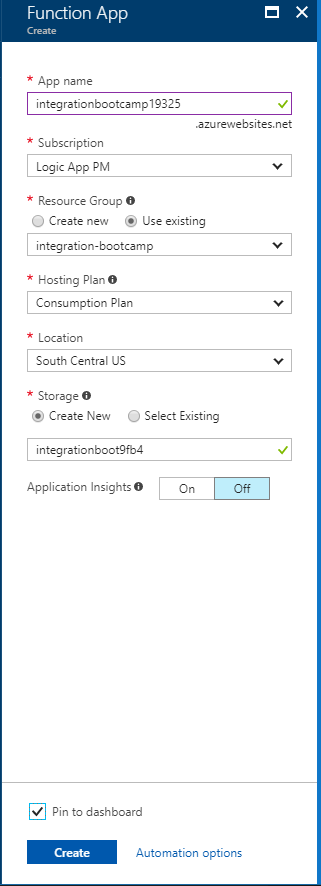 Function App
Create
* App name
integrationbootcamp19325
.azurewebsites.net
* Subscription
Logic App PM
* Resource Group
Create new Use existing
integration-bootcamp
* Hosting Plan
Consumption Plan
* Location
South Central US
* Storage
Create New Select Existing
integrationboot9fb4
Application Insights On Off
Pin to dashboard
Create Automation options